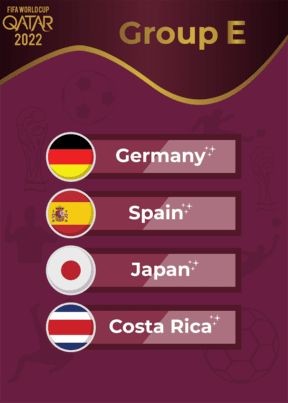 FIFA WORLD CUP
QATAR
2022
Group E
Germany
Spain
Japan
Costa Rica